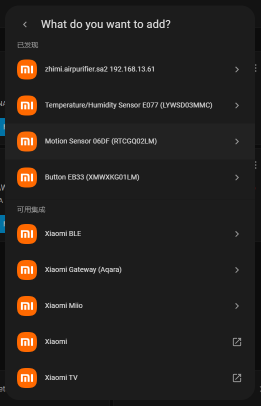 What do you want to add?
已发现
zhimi.airpurifier.sa2 192.168.13.61
Temperature/Humidity Sensor E077 (LYWSD03MMC)
Motion Sensor 06DF (RTCGQ02LM)
Button EB33 (XMWXKG01LM)
可用集成
Xiaomi BLE
Xiaomi Gateway (Aqara)
Xiaomi Miio
Xiaomi
Xiaomi TV